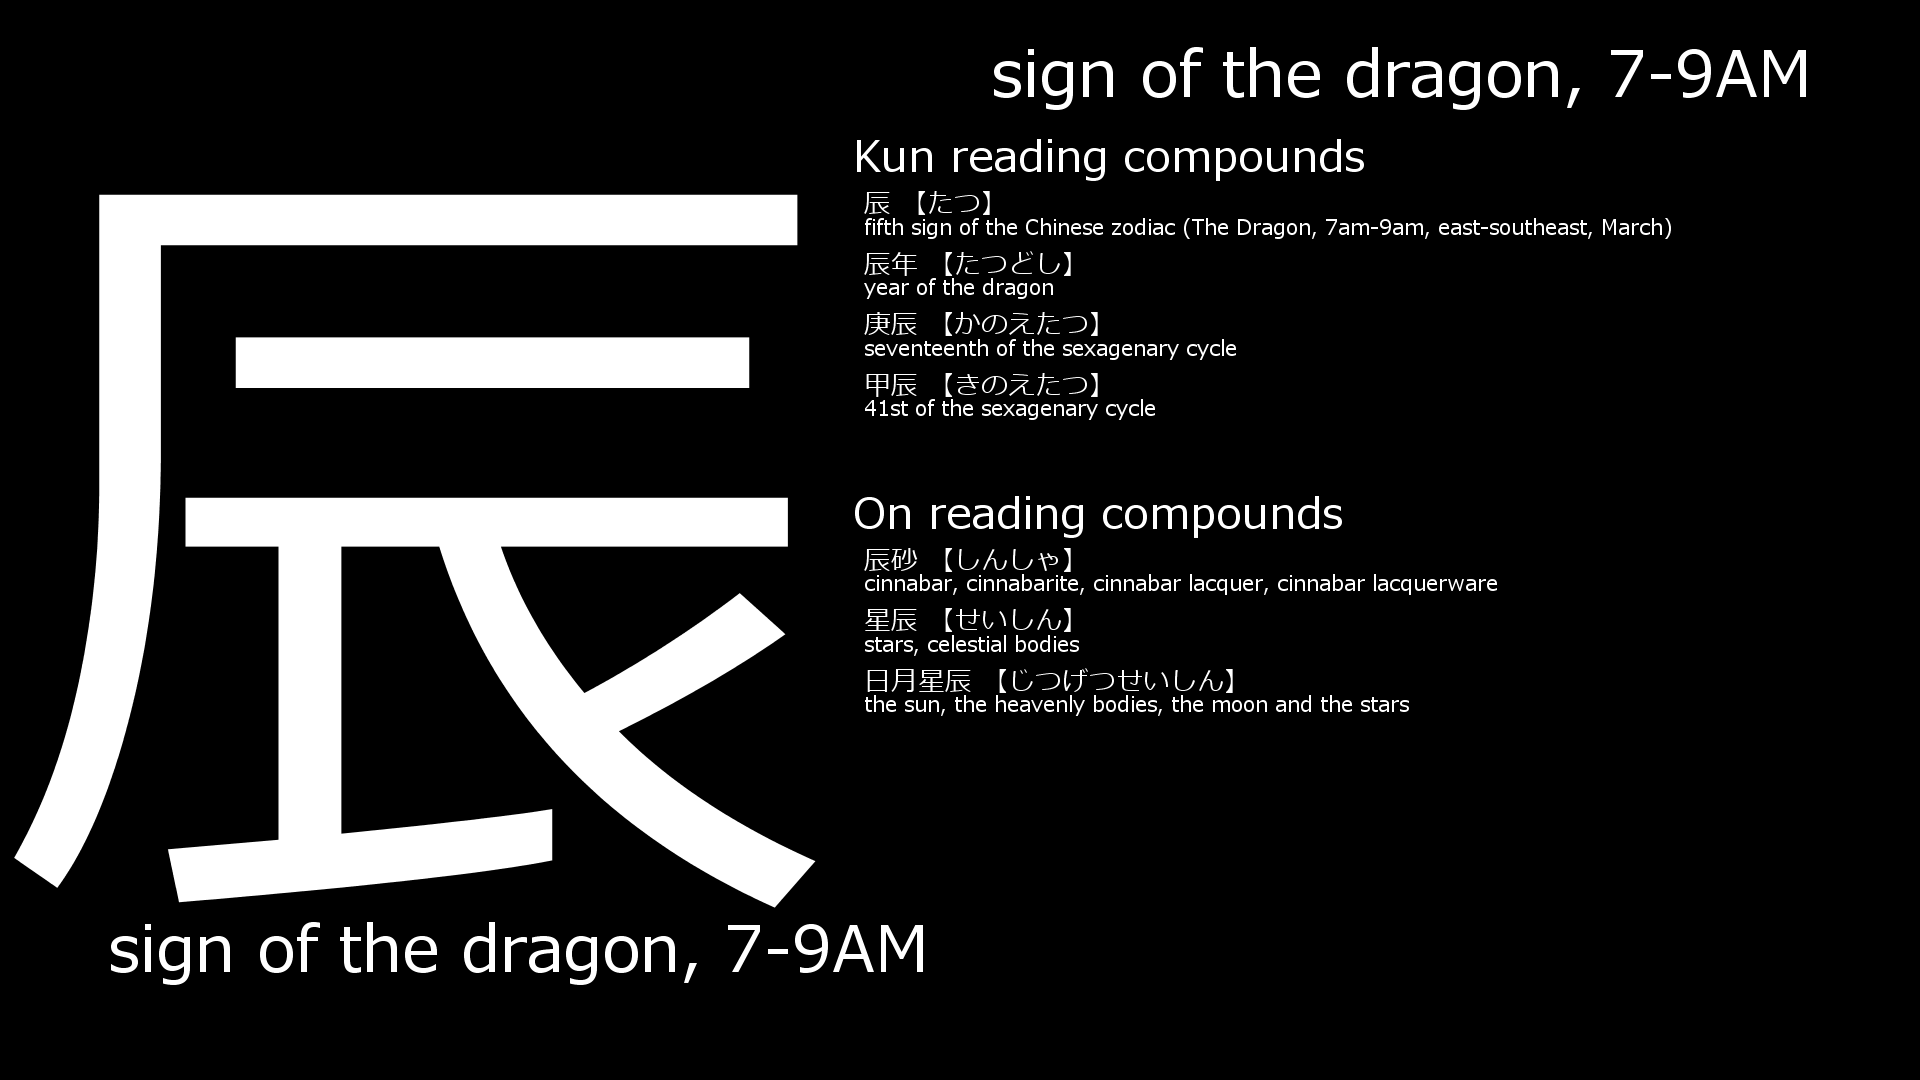 sign of the dragon, 7-9AM
辰
sign of the dragon, 7-9AM
Kun reading compounds
辰 【たつ】
fifth sign of the Chinese zodiac (The Dragon, 7am-9am, east-southeast, March)
辰年 【たつどし】
year of the dragon
庚辰 【かのえたつ】
seventeenth of the sexagenary cycle
甲辰 【きのえたつ】
41st of the sexagenary cycle
On reading compounds
辰砂 【しんしゃ】
cinnabar, cinnabarite, cinnabar lacquer, cinnabar lacquerware
星辰 【せいしん】
stars, celestial bodies
日月星辰 【じつげつせいしん】
the sun, the heavenly bodies, the moon and the stars